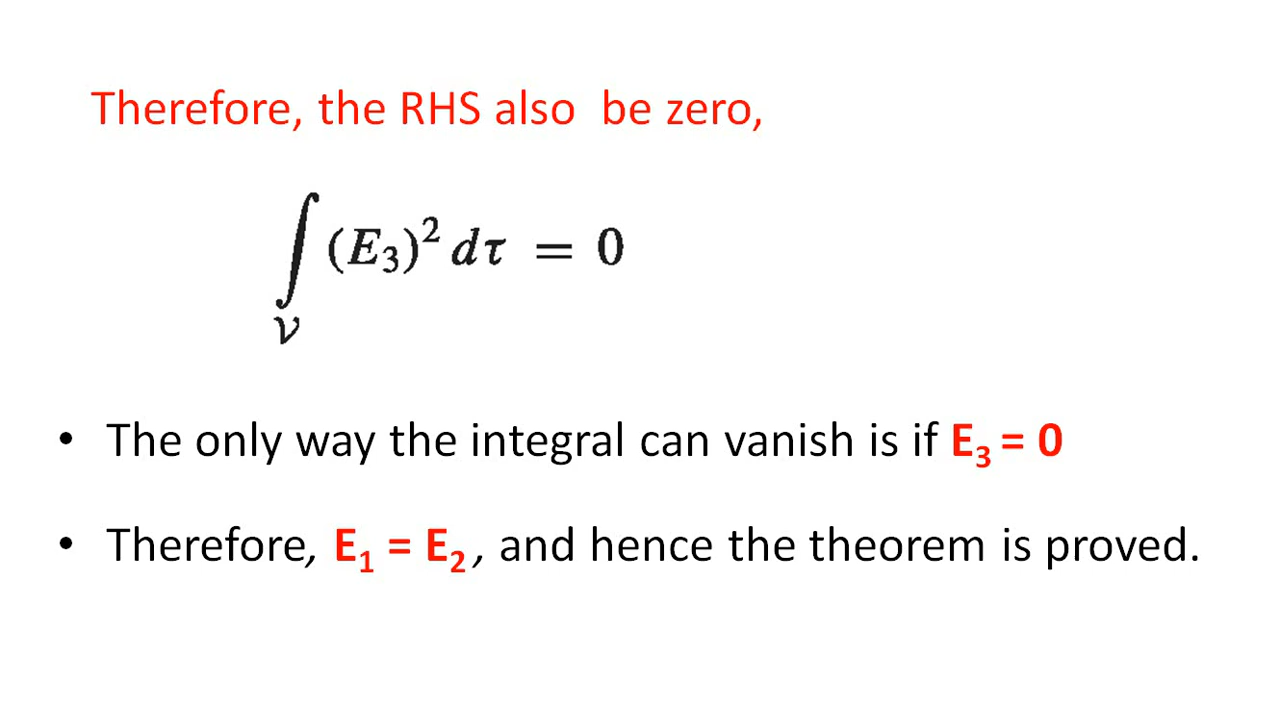 Therefore, the RHS also be zero,
∫𝒱 (E₃)² dτ = 0
• The only way the integral can vanish is if E₃ = 0
• Therefore, E₁ = E₂ , and hence the theorem is proved.